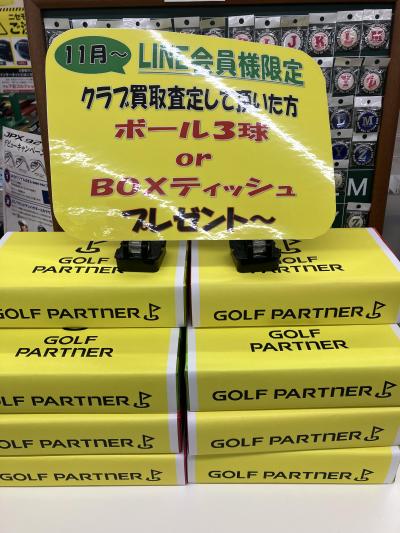 11月～ LINE会員様限定
クラブ買取査定して頂いた方
ボール3球
or
BOXティッシュ
プレゼント～
GOLF
PARTNER
GOLF
PARTNER
GOLF PARTNER
GOLF PARTNER
GOLF
PARTNER
GOLF
PARTNER
GOLF PARTNER
GOLF PARTNER
GOLF PARTNER
GOLF PARTNER
GOLF PARTNER
GOLF PARTNER